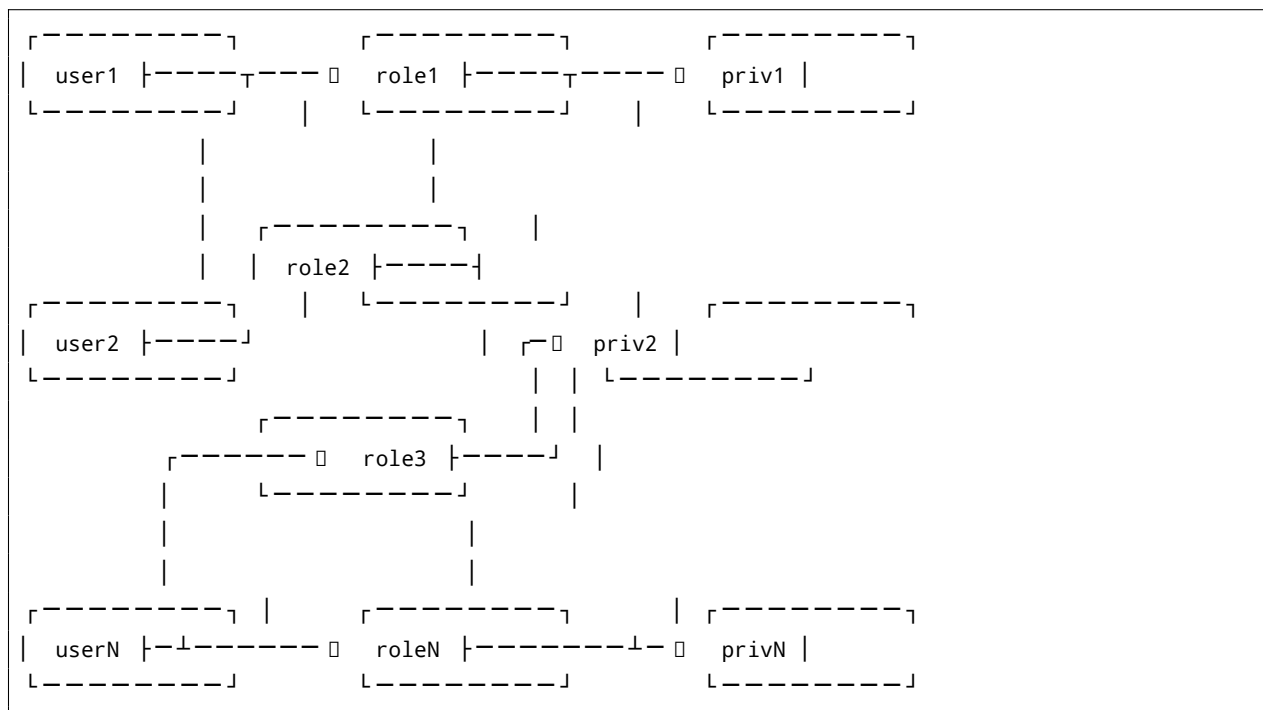 user1 role1 priv1
role2
user2 priv2
role3
userN roleN privN